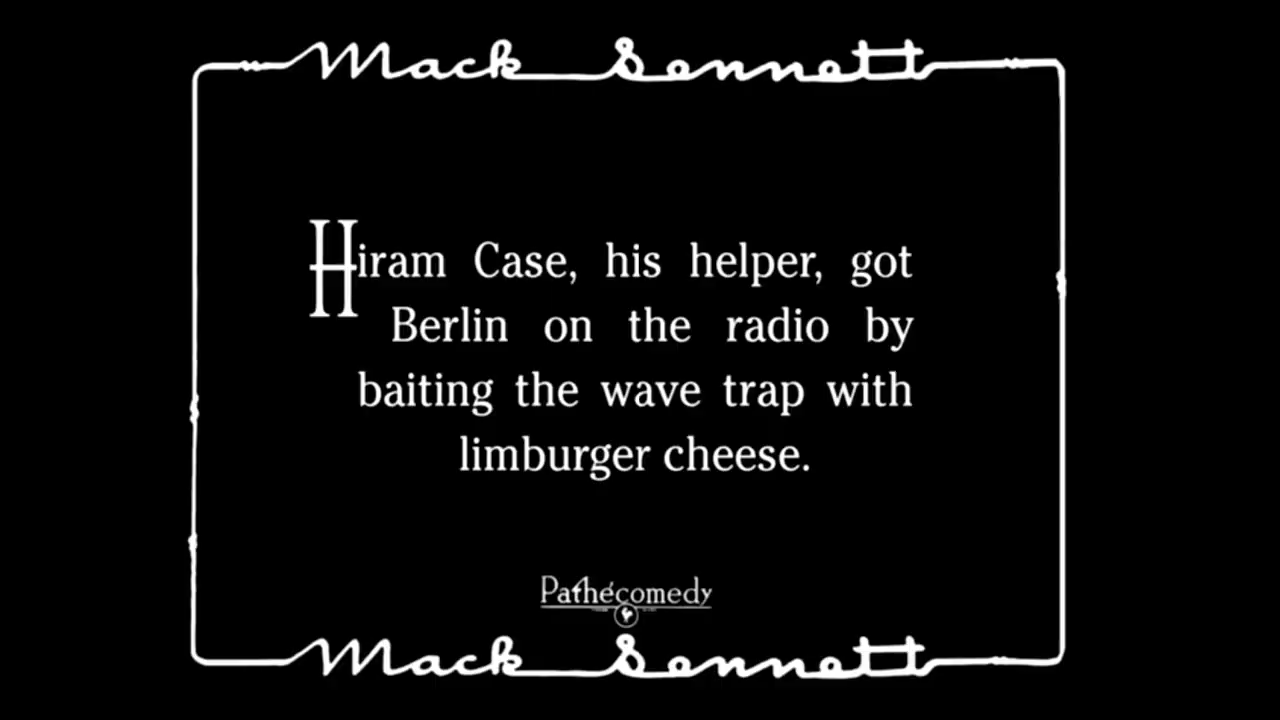 Mack Sennett
Hiram Case, his helper, got
Berlin on the radio by
baiting the wave trap with
limburger cheese.
Pathécomedy
Mack Sennett